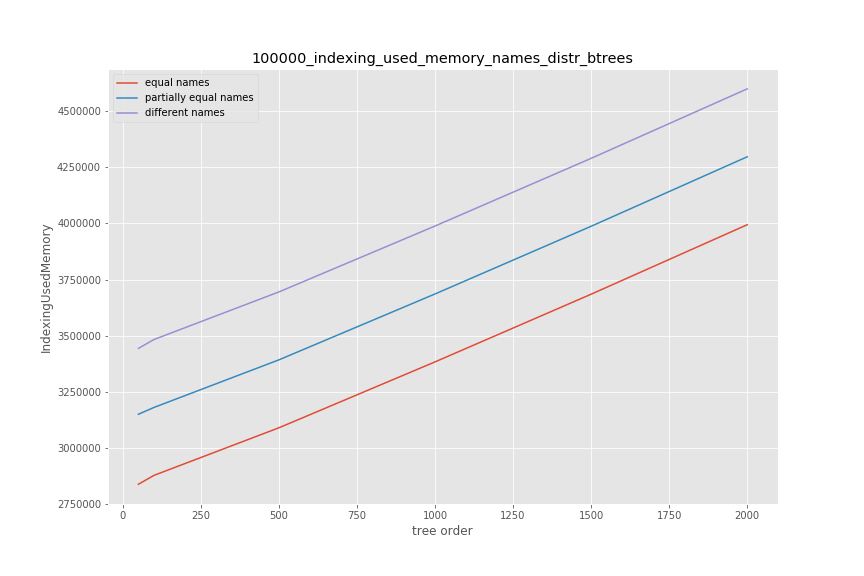 100000_indexing_used_memory_names_distr_btrees
equal names
partially equal names
different names
4500000
4250000
4000000
3750000
3500000
3250000
3000000
2750000
IndexingUsedMemory
0 250 500 750 1000 1250 1500 1750 2000
tree order